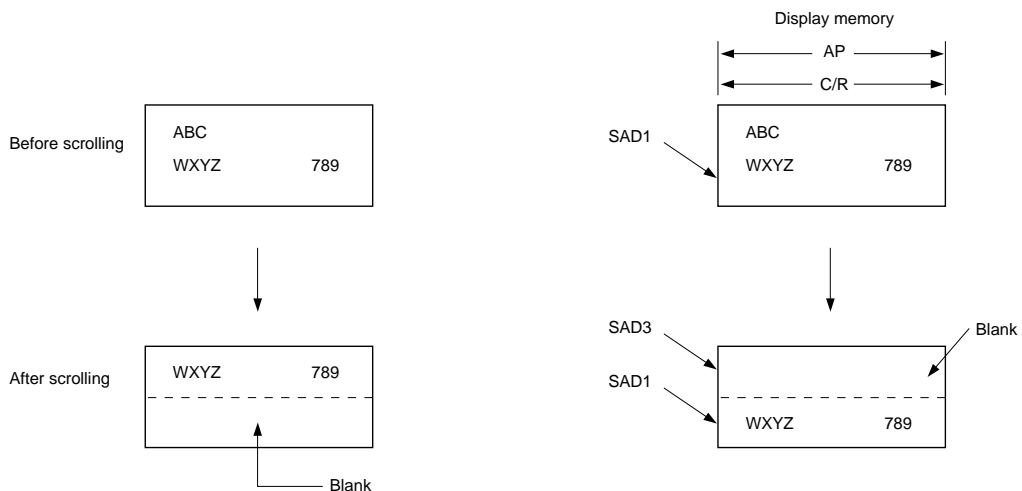 Display memory
AP
C/R
Before scrolling
ABC
WXYZ 789
SAD1
ABC
WXYZ 789
After scrolling
WXYZ 789
Blank
SAD3
SAD1
Blank
WXYZ 789